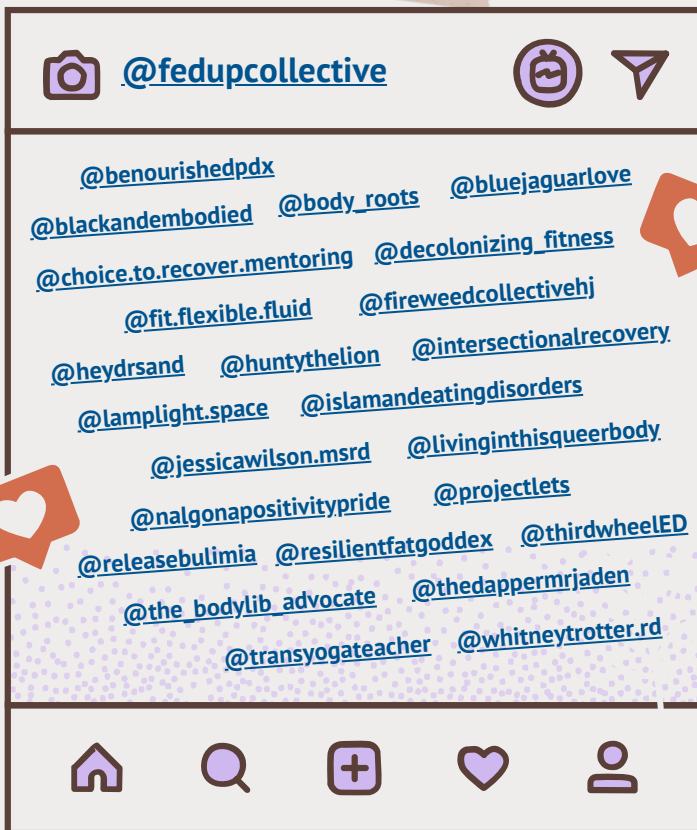 @fedupcollective
@benourishedpdx
@blackandembodied @body_roots @bluejaguarlove
@choice.to.recover.mentoring @decolonizing_fitness
@fit.flexible.fluid @fireweedcollectivehj
@heydrsand @huntythelion @intersectionalrecovery
@lamplight.space @islamandeatingdisorders
@jessicawilson.msrd @livinginthisqueerbody
@nalgonapositivitypride @projectlets
@releasebulimia @resilientfatgoddex @thirdwheelED
@the_bodylib_advocate @thedappermrjaden
@transyogateacher @whitneytrotter.rd